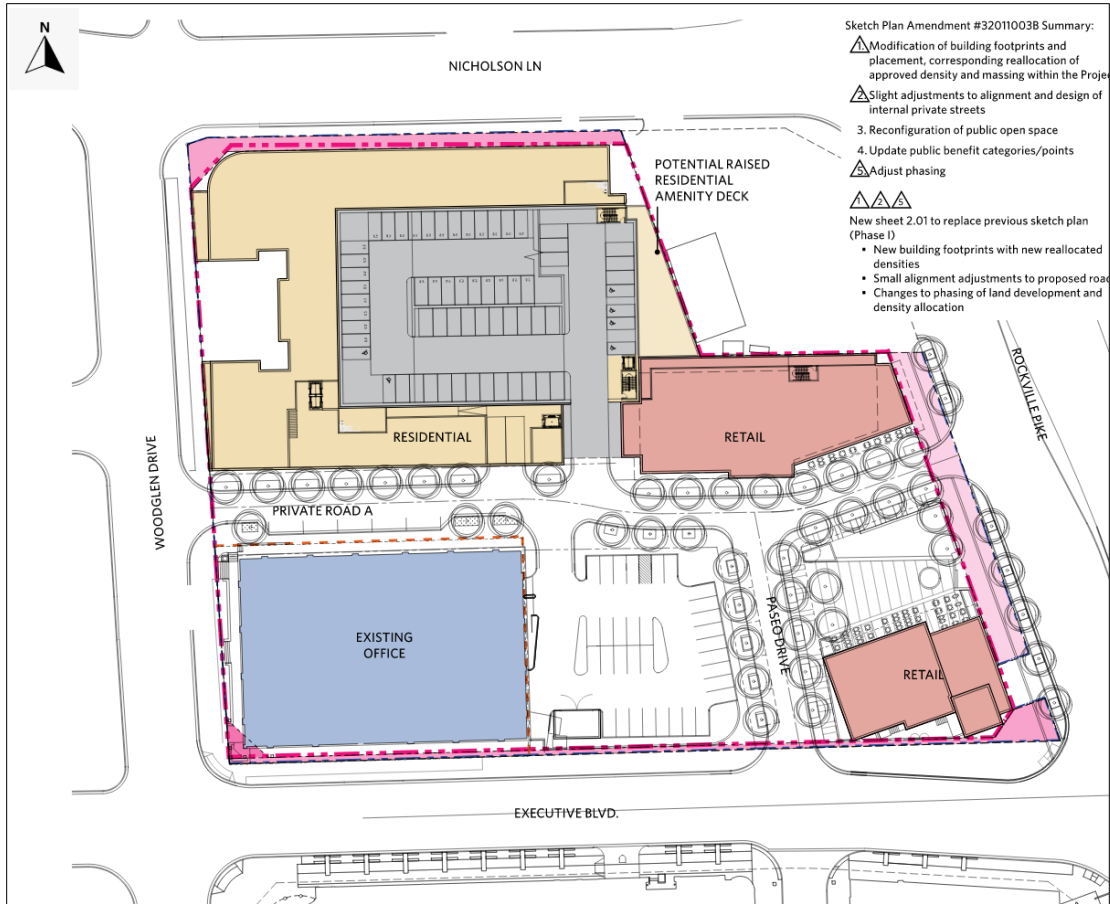 N
NICHOLSON LN
Sketch Plan Amendment #32011003B Summary:
1. Modification of building footprints and
placement, corresponding reallocation of
approved density and massing within the
2. Slight adjustments to alignment and design of
internal private streets
3. Reconfiguration of public open space
4. Update public benefit categories/points
5. Adjust phasing
1 2 5
New sheet 2.01 to replace previous sketch plan
(Phase I)
▪ New building footprints with new reallocated
densities
▪ Small alignment adjustments to proposed
▪ Changes to phasing of land development and
density allocation
POTENTIAL RAISED
RESIDENTIAL
AMENITY DECK
ROCKVILLE PIKE
RESIDENTIAL
RETAIL
WOODGLEN DRIVE
PRIVATE ROAD A
PASEO DRIVE
EXISTING
OFFICE
RETAIL
EXECUTIVE BLVD.